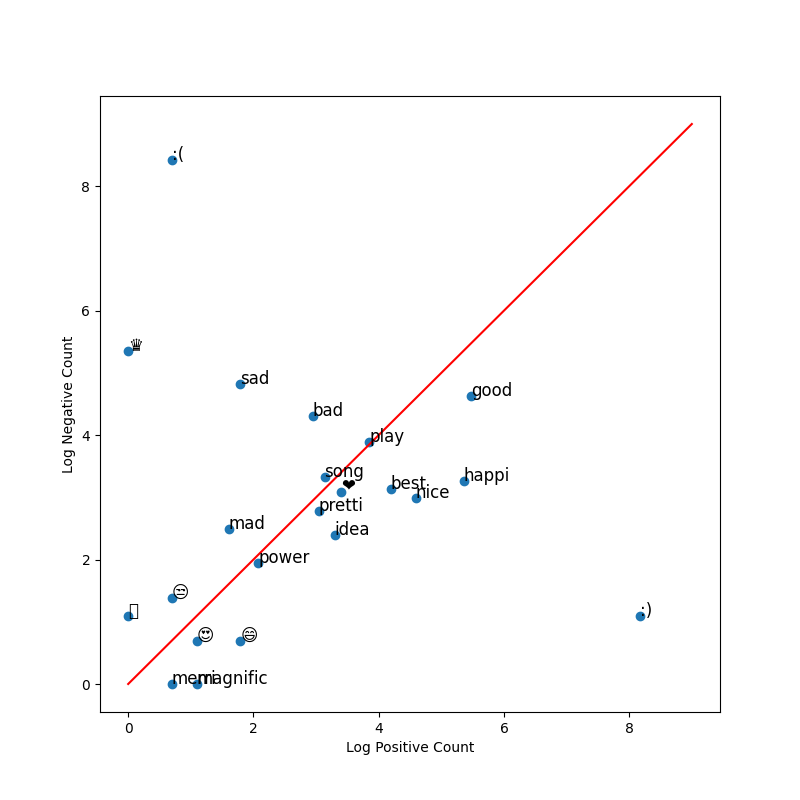 :(
♛
sad
good
bad
play
song
happi
❤
best
nice
pretti
mad
idea
power
😒
:)
😍
😄
merri
magnific
8
6
4
2
0
0
2
4
6
8
Log Negative Count
Log Positive Count